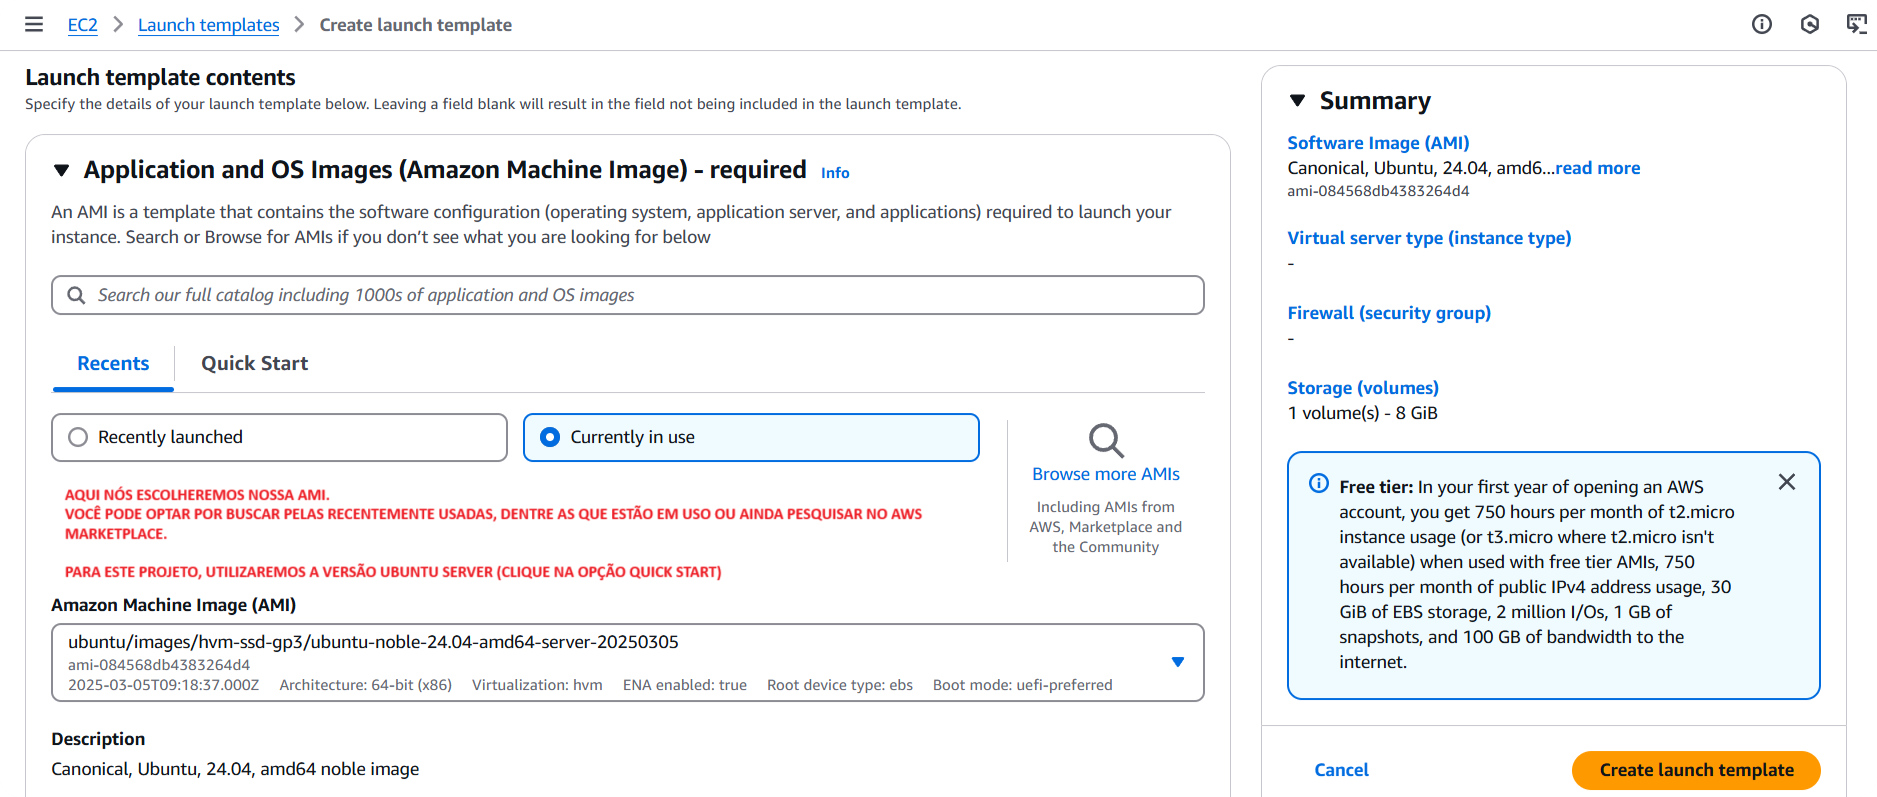 EC2 > Launch templates > Create launch template
Launch template contents
Specify the details of your launch template below. Leaving a field blank will result in the field not being included in the launch template.
Application and OS Images (Amazon Machine Image) - required Info
An AMI is a template that contains the software configuration (operating system, application server, and applications) required to launch your
instance. Search or Browse for AMIs if you don’t see what you are looking for below
Search our full catalog including 1000s of application and OS images
Recents
Quick Start
Recently launched
Currently in use
Browse more AMIs
Including AMIs from
AWS, Marketplace and
the Community
AQUI NÓS ESCOLHEREMOS NOSSA AMI.
VOCÊ PODE OPTAR POR BUSCAR PELAS RECENTEMENTE USADAS, DENTRE AS QUE ESTÃO EM USO OU AINDA PESQUISAR NO AWS
MARKETPLACE.
PARA ESTE PROJETO, UTILIZAREMOS A VERSÃO UBUNTU SERVER (CLIQUE NA OPÇÃO QUICK START)
Amazon Machine Image (AMI)
ubuntu/images/hvm-ssd-gp3/ubuntu-noble-24.04-amd64-server-20250305
ami-084568db4383264d4
2025-03-05T09:18:37.000Z Architecture: 64-bit (x86) Virtualization: hvm ENA enabled: true Root device type: ebs Boot mode: uefi-preferred
Description
Canonical, Ubuntu, 24.04, amd64 noble image
Summary
Software Image (AMI)
Canonical, Ubuntu, 24.04, amd6...read more
ami-084568db4383264d4
Virtual server type (instance type)
-
Firewall (security group)
-
Storage (volumes)
1 volume(s) - 8 GiB
Free tier: In your first year of opening an AWS
account, you get 750 hours per month of t2.micro
instance usage (or t3.micro where t2.micro isn't
available) when used with free tier AMIs, 750
hours per month of public IPv4 address usage, 30
GiB of EBS storage, 2 million I/Os, 1 GB of
snapshots, and 100 GB of bandwidth to the
internet.
Cancel
Create launch template